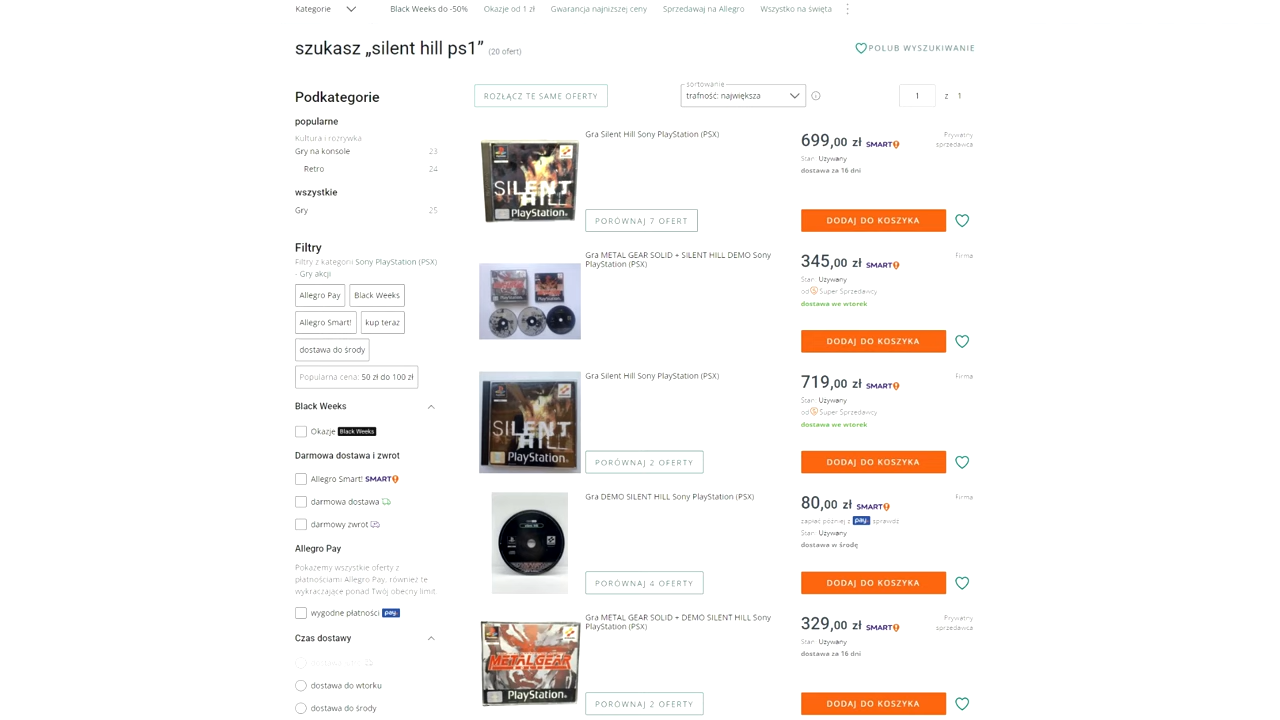 Kategorie
Black Weeks do -50%
Okazje od 1 zł
Gwarancja najniższej ceny
Sprzedawaj na Allegro
Wszystko na święta
szukasz „silent hill ps1” (20 ofert)
POLUB WYSZUKIWANIE
Podkategorie
popularne
Kultura i rozrywka
Gry na konsole 23
Retro 24
wszystkie
Gry 25
Filtry
Filtry z kategorii Sony PlayStation (PSX)
- Gry akcji
Allegro Pay
Black Weeks
Allegro Smart!
kup teraz
dostawa do środy
Popularna cena: 50 zł do 100 zł
Black Weeks
Okazje Black Weeks
Darmowa dostawa i zwrot
Allegro Smart! SMART!
darmowa dostawa
darmowy zwrot
Allegro Pay
Pokażemy wszystkie oferty z
płatnościami Allegro Pay, również te
wykraczające ponad Twój obecny limit.
wygodne płatności pay
Czas dostawy
dostawa do wtorku
dostawa do środy
ROZŁĄCZ TE SAME OFERTY
sortowanie
trafność: największa
1 z 1
Gra Silent Hill Sony PlayStation (PSX)
SILENT
HILL
PlayStation
PORÓWNAJ 7 OFERT
699,00 zł SMART!
Prywatny
sprzedawca
Stan: Używany
dostawa za 16 dni
DODAJ DO KOSZYKA
Gra METAL GEAR SOLID + SILENT HILL DEMO Sony
PlayStation (PSX)
345,00 zł SMART!
Firma
Stan: Używany
od Super Sprzedawcy
dostawa we wtorek
DODAJ DO KOSZYKA
Gra Silent Hill Sony PlayStation (PSX)
SILENT
HILL
PlayStation
PORÓWNAJ 2 OFERTY
719,00 zł SMART!
Firma
Stan: Używany
od Super Sprzedawcy
dostawa we wtorek
DODAJ DO KOSZYKA
Gra DEMO SILENT HILL Sony PlayStation (PSX)
PORÓWNAJ 4 OFERTY
80,00 zł SMART!
Firma
zapłać później z pay sprawdź
Stan: Używany
dostawa w środę
DODAJ DO KOSZYKA
Gra METAL GEAR SOLID + DEMO SILENT HILL Sony
PlayStation (PSX)
METAL GEAR
PlayStation
PORÓWNAJ 2 OFERTY
329,00 zł SMART!
Prywatny
sprzedawca
Stan: Używany
dostawa za 16 dni
DODAJ DO KOSZYKA